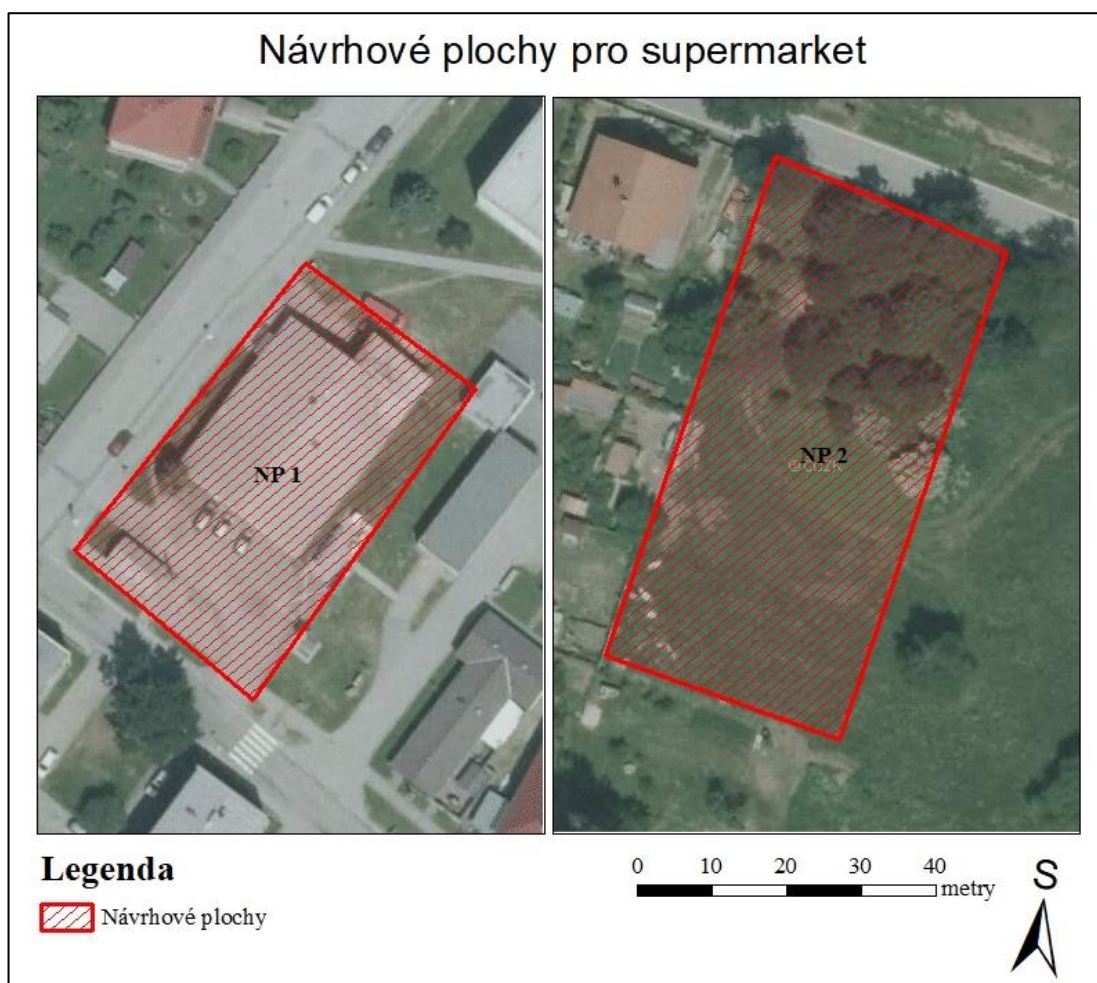 Návrhové plochy pro supermarket
NP 1
NP 2
Legenda
Návrhové plochy
0 10 20 30 40
metry
S